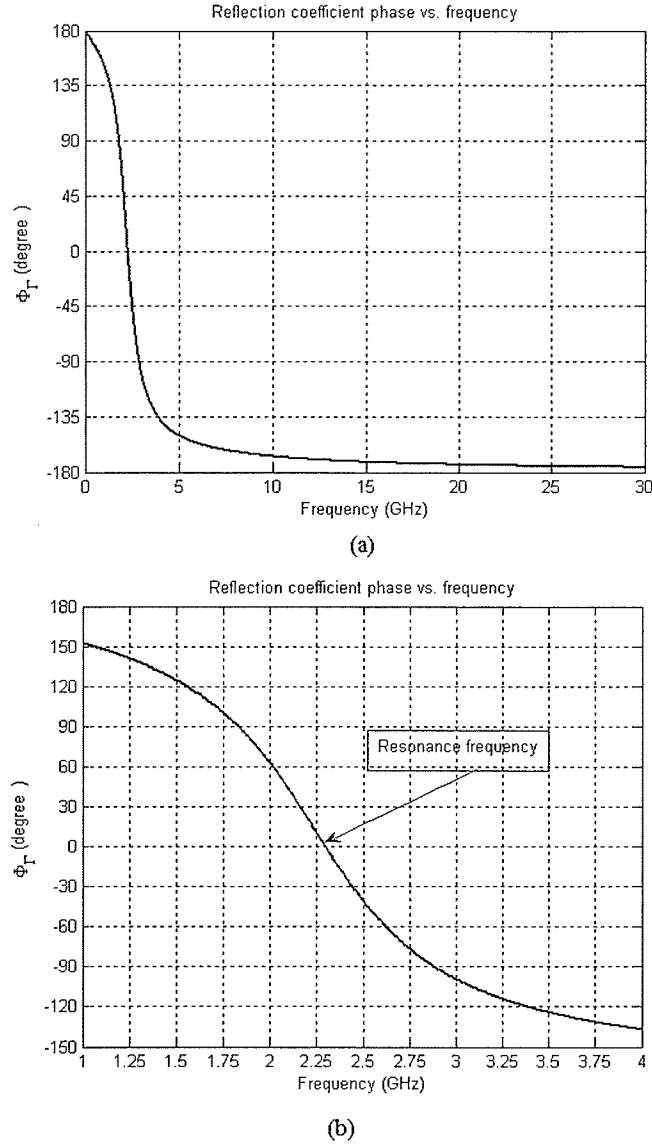 Reflection coefficient phase vs. frequency
180
135
90
45
0
-45
-90
-135
-180
Φ_Γ (degree )
0 5 10 15 20 25 30
Frequency (GHz)
(a)
Reflection coefficient phase vs. frequency
180
150
120
90
60
30
0
-30
-60
-90
-120
-150
Φ_Γ (degree )
Resonance frequency
1 1.25 1.5 1.75 2 2.25 2.5 2.75 3 3.25 3.5 3.75 4
Frequency (GHz)
(b)